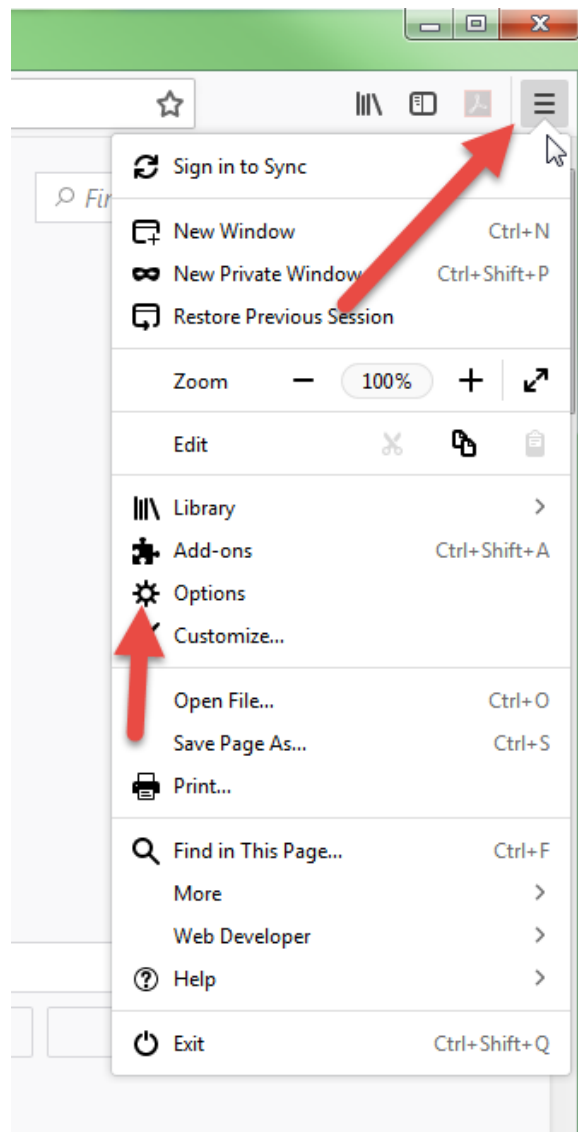 Fir
Sign in to Sync
New Window Ctrl+N
New Private Window Ctrl+Shift+P
Restore Previous Session
Zoom − 100% +
Edit
Library >
Add-ons Ctrl+Shift+A
Options
Customize...
Open File... Ctrl+O
Save Page As... Ctrl+S
Print...
Find in This Page... Ctrl+F
More >
Web Developer >
Help >
Exit Ctrl+Shift+Q